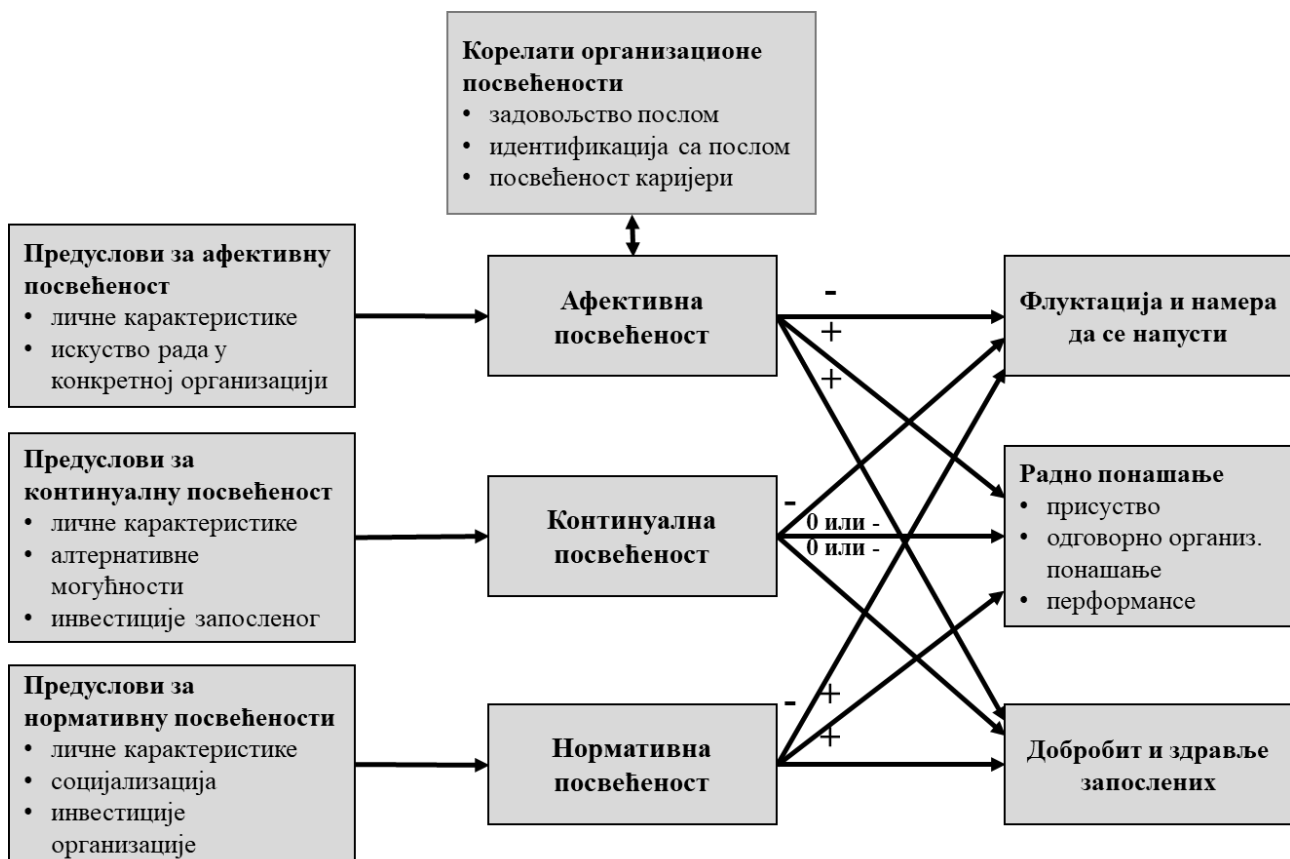 Корелати организационе
посвећености
• задовољство послом
• идентификација са послом
• посвећеност каријери
Предуслови за афективну
посвећеност
• личне карактеристике
• искуство рада у
конкретној организацији
Афективна
посвећеност
-
+
+
Флуктација и намера
да се напусти
Предуслови за
континуалну посвећеност
• личне карактеристике
• алтернативне
могућности
• инвестиције запосленог
Континуална
посвећеност
-
0 или -
0 или -
Радно понашање
• присуство
• одговорно организ.
понашање
• перформансе
Предуслови за
нормативну посвећености
• личне карактеристике
• социјализација
• инвестиције
организације
Нормативна
посвећеност
-
+
+
Добробит и здравље
запослених